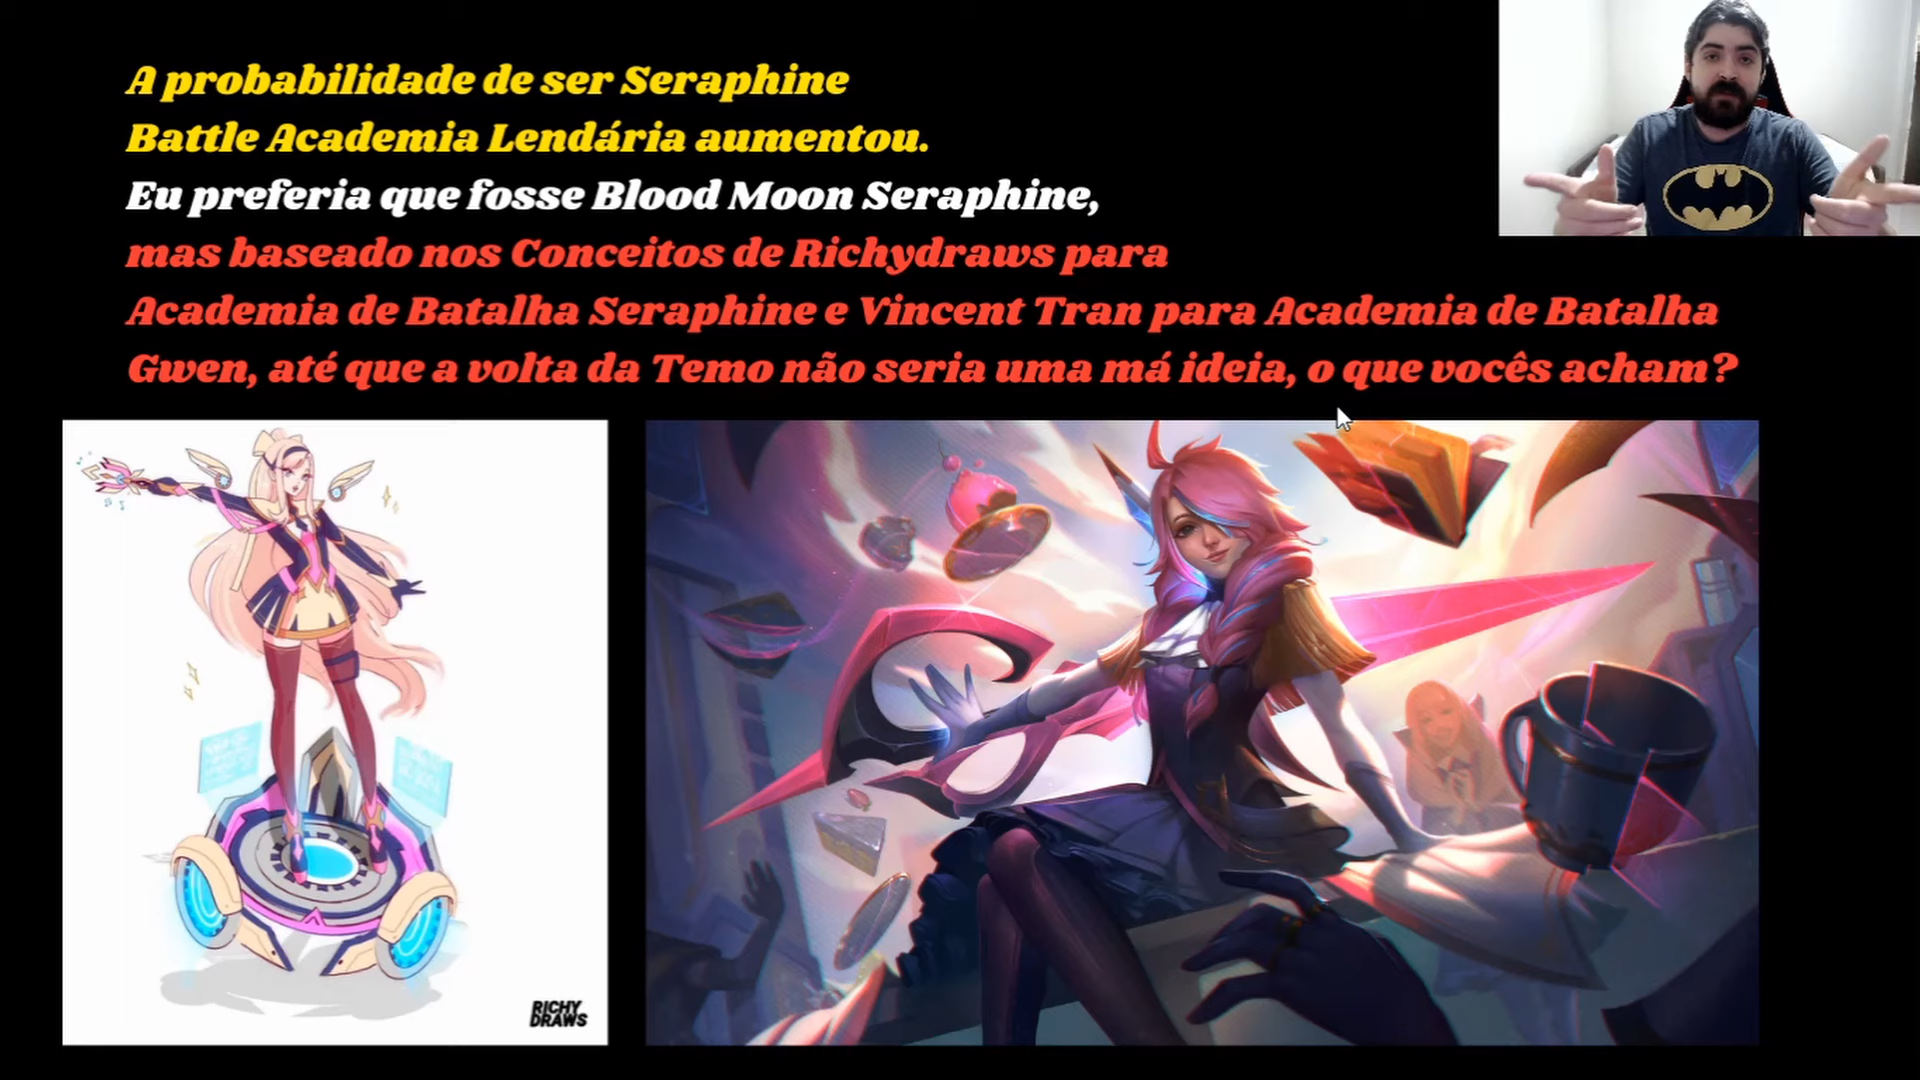 A probabilidade de ser Seraphine
Battle Academia Lendária aumentou.
Eu preferia que fosse Blood Moon Seraphine,
mas baseado nos Conceitos de Richydraws para
Academia de Batalha Seraphine e Vincent Tran para Academia de Batalha
Gwen, até que a volta da Temo não seria uma má ideia, o que vocês acham?
RICHY
DRAWS